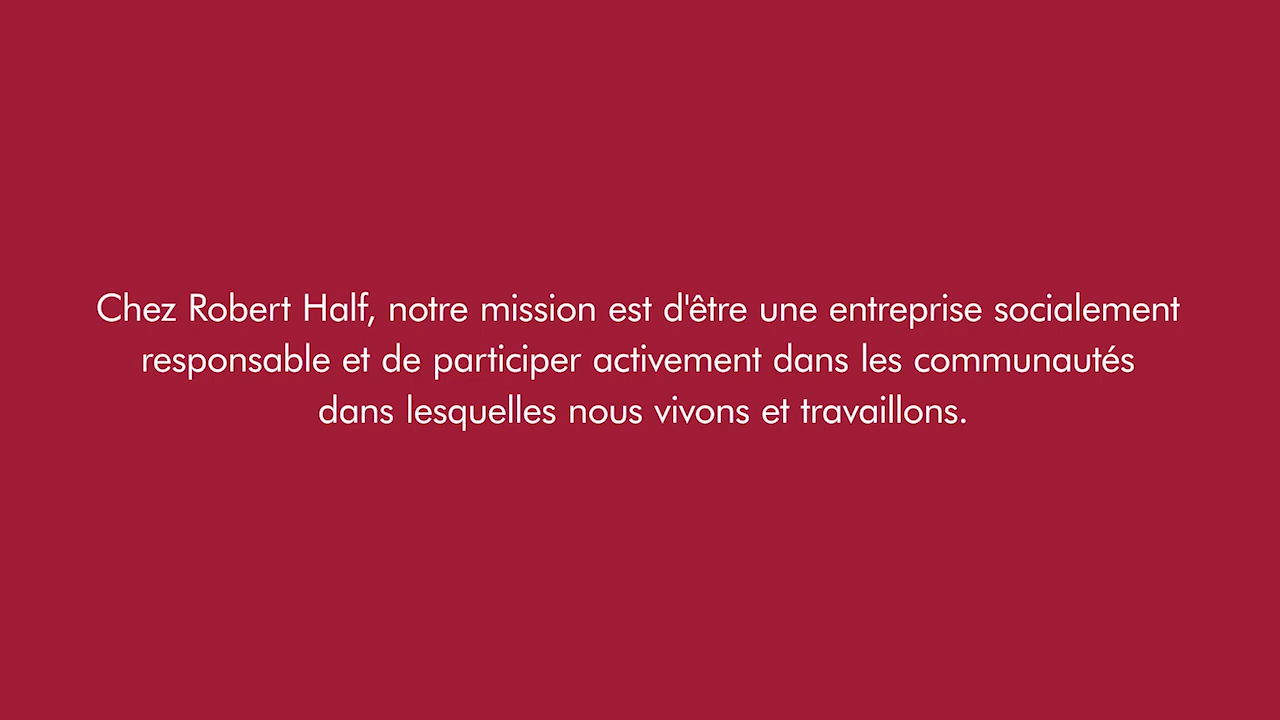 Chez Robert Half, notre mission est d'être une entreprise socialement
responsable et de participer activement dans les communautés
dans lesquelles nous vivons et travaillons.